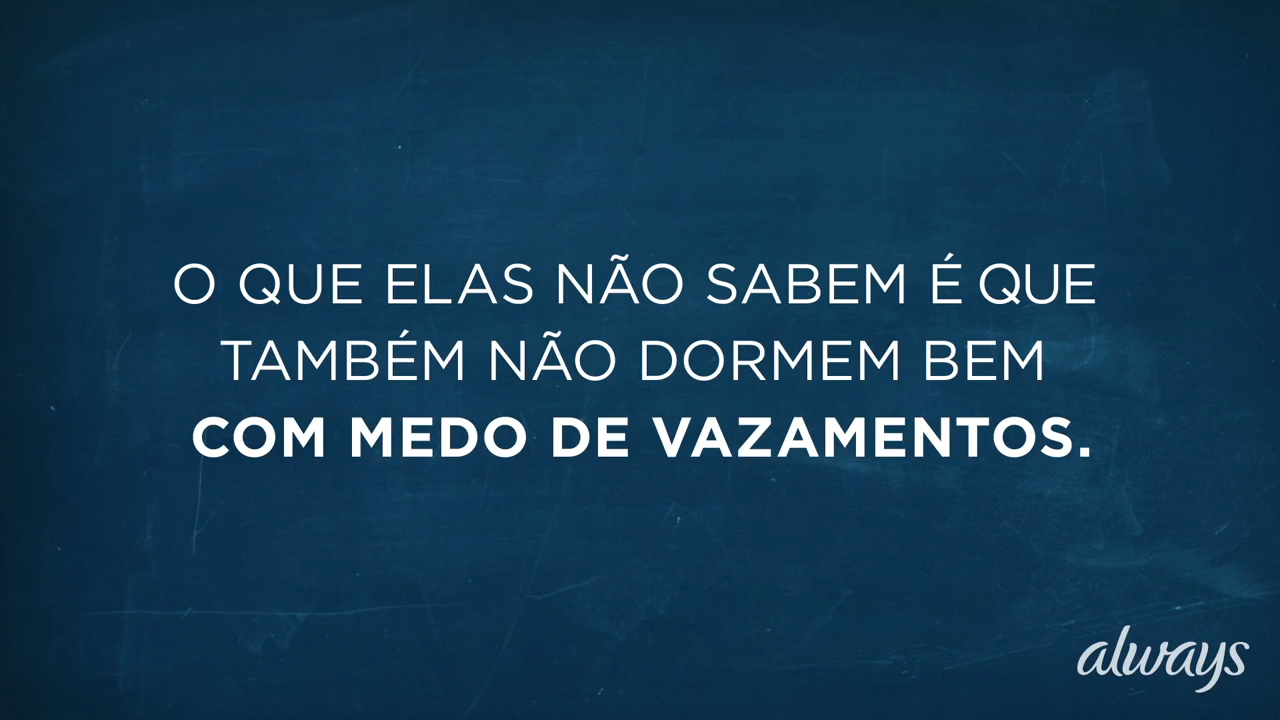 O QUE ELAS NÃO SABEM É QUE
TAMBÉM NÃO DORMEM BEM
COM MEDO DE VAZAMENTOS.
always